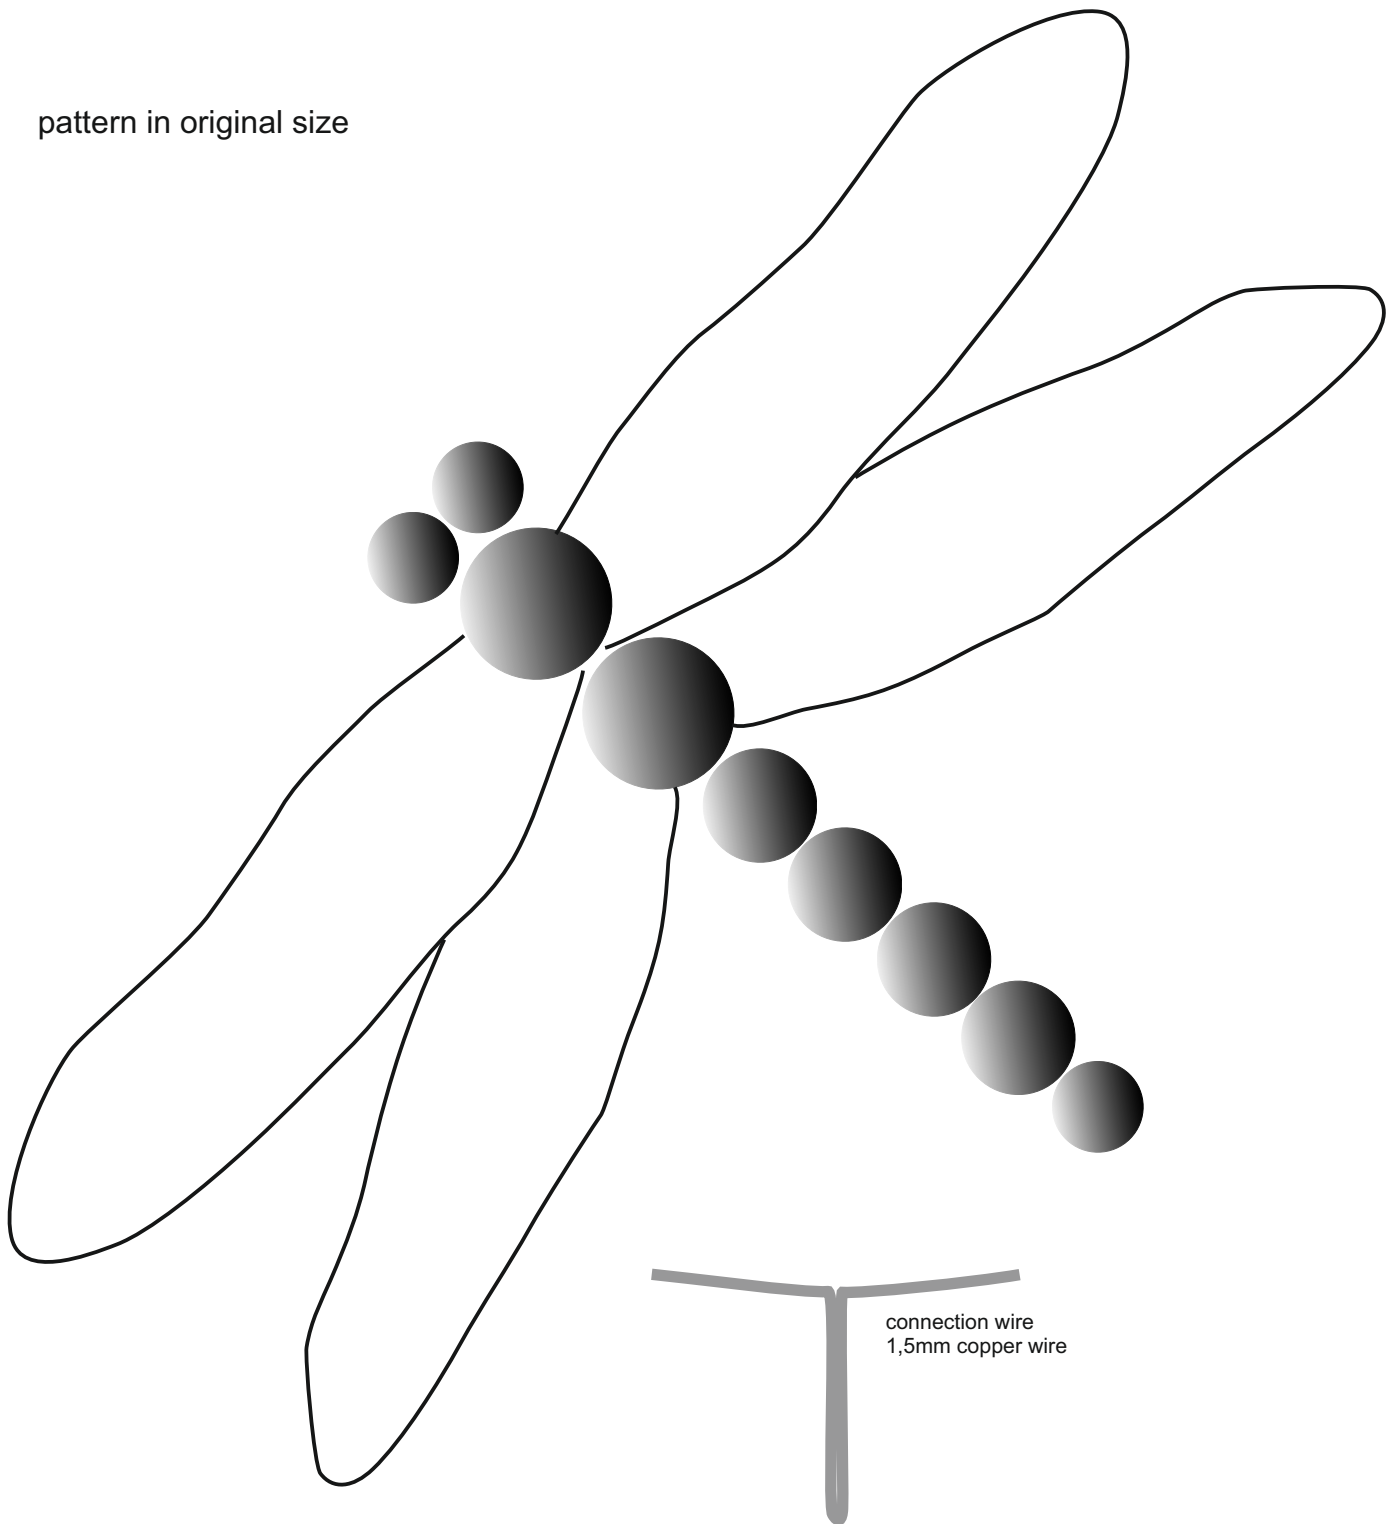 pattern in original size
connection wire
1,5mm copper wire